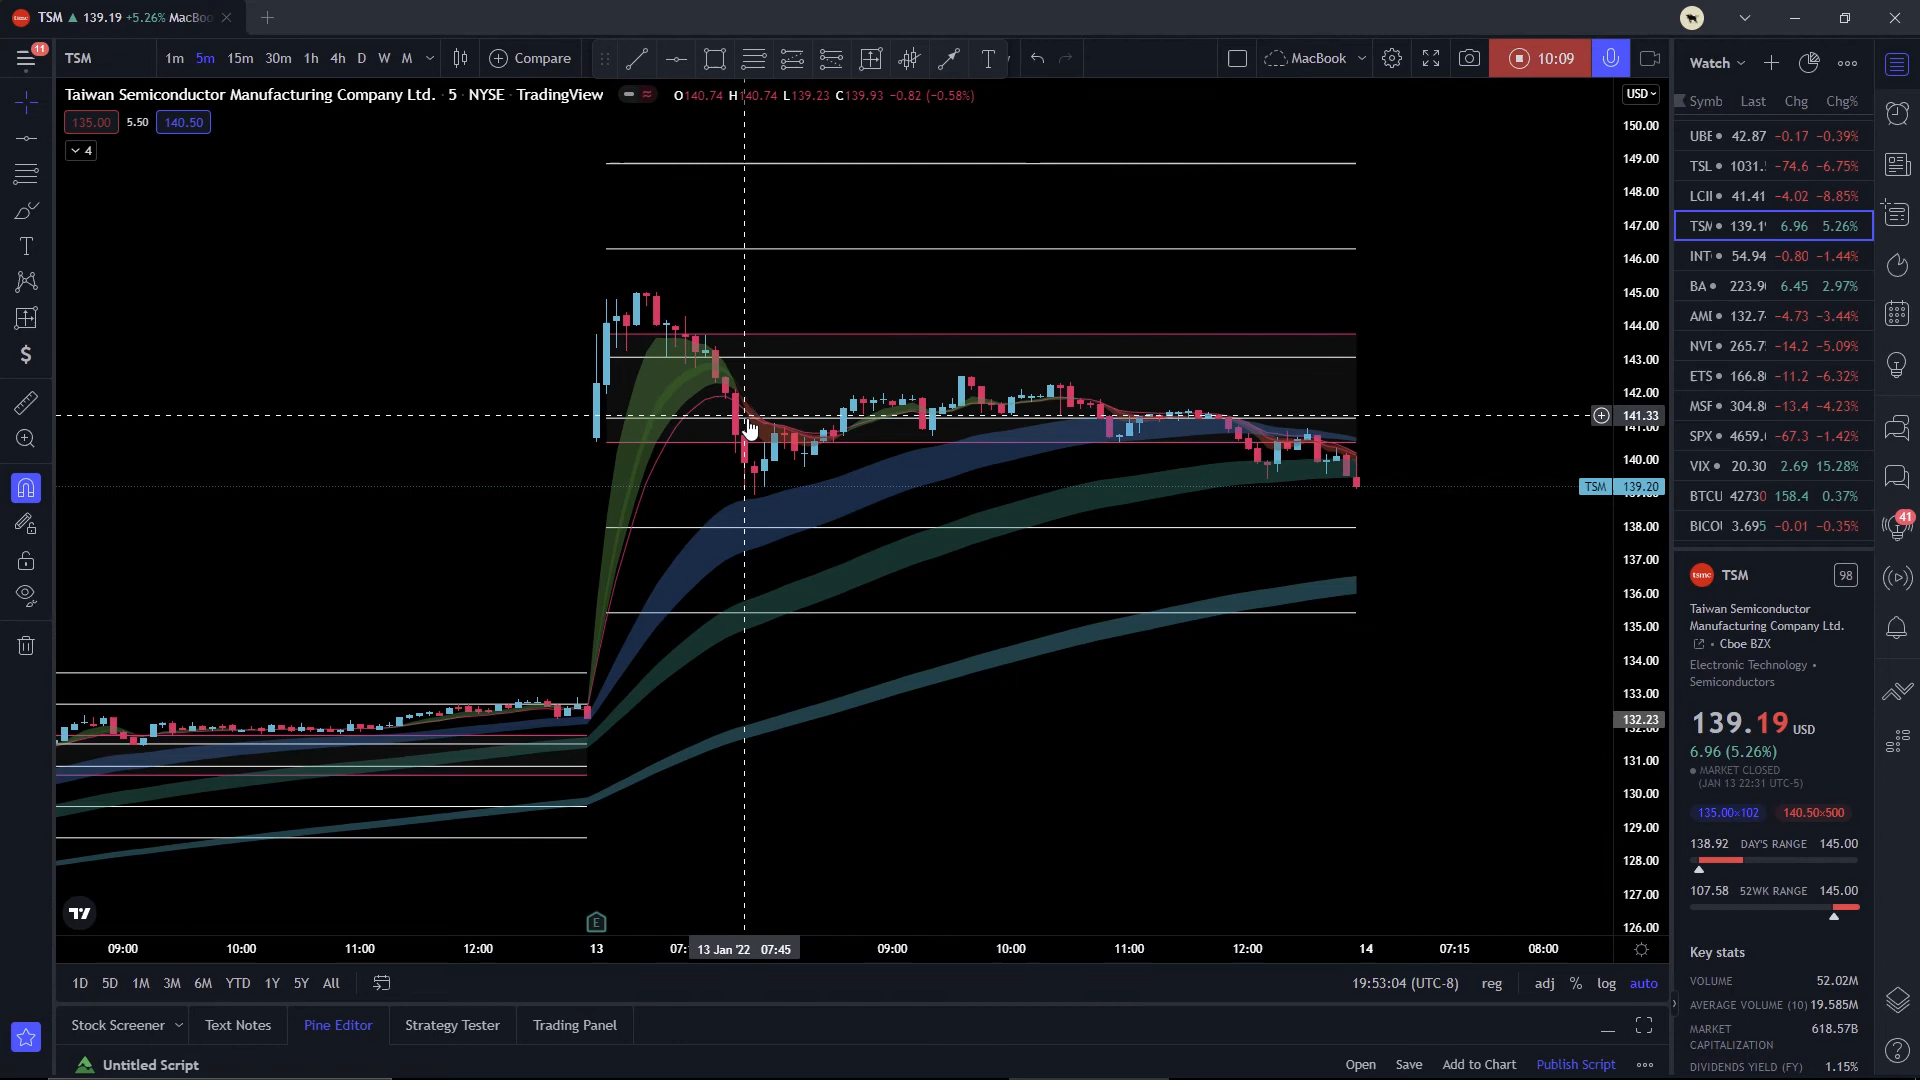 TSM ▲ 139.19 +5.26% MacBoo
11
TSM
1m 5m 15m 30m 1h 4h D W M
Compare
MacBook
10:09
Watch
Taiwan Semiconductor Manufacturing Company Ltd. · 5 · NYSE · TradingView
O140.74 H140.74 L139.23 C139.93 −0.82 (−0.58%)
135.00 5.50 140.50
4
USD
150.00
149.00
148.00
147.00
146.00
145.00
144.00
143.00
142.00
141.33
141.00
140.00
TSM 139.20
138.00
137.00
136.00
135.00
134.00
133.00
132.23
132.00
131.00
130.00
129.00
128.00
127.00
126.00
E
09:00 10:00 11:00 12:00 13 07: 13 Jan '22 07:45 09:00 10:00 11:00 12:00 14 07:15 08:00
1D 5D 1M 3M 6M YTD 1Y 5Y All
19:53:04 (UTC-8) reg adj % log auto
Stock Screener Text Notes Pine Editor Strategy Tester Trading Panel
Untitled Script
Open Save Add to Chart Publish Script
Symb Last Chg Chg%
UBE 42.87 −0.17 −0.39%
TSL 1031. −74.6 −6.75%
LCII 41.41 −4.02 −8.85%
TSM 139.1 6.96 5.26%
INT 54.94 −0.80 −1.44%
BA 223.9 6.45 2.97%
AMI 132.7 −4.73 −3.44%
NVI 265.7 −14.2 −5.09%
ETS 166.8 −11.2 −6.32%
MSF 304.8 −13.4 −4.23%
SPX 4659. −67.3 −1.42%
VIX 20.30 2.69 15.28%
BTCU 42730 158.4 0.37%
BICO 3.695 −0.01 −0.35%
41
tsmc TSM 98
Taiwan Semiconductor
Manufacturing Company Ltd.
• Cboe BZX
Electronic Technology •
Semiconductors
139.19 USD
6.96 (5.26%)
MARKET CLOSED
(JAN 13 22:31 UTC-5)
135.00×102 140.50×500
138.92 DAY'S RANGE 145.00
107.58 52WK RANGE 145.00
Key stats
VOLUME 52.02M
AVERAGE VOLUME (10) 19.585M
MARKET CAPITALIZATION 618.57B
DIVIDENDS YIELD (FY) 1.15%